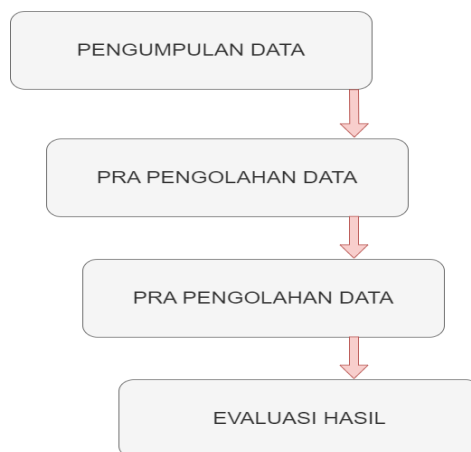 PENGUMPULAN DATA
PRA PENGOLAHAN DATA
PRA PENGOLAHAN DATA
EVALUASI HASIL